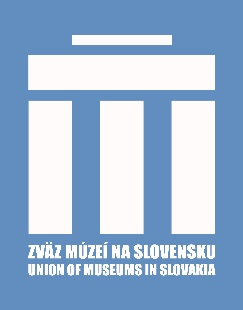 ZVÄZ MÚZEÍ NA SLOVENSKU
UNION OF MUSEUMS IN SLOVAKIA